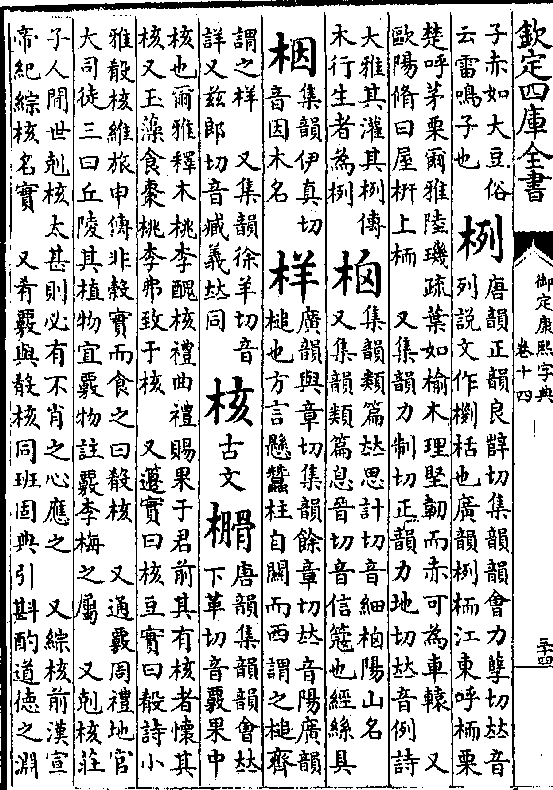 欽定四庫全書
御定康熙字典
卷十四
三十四
子赤如大豆俗
云雷鳴子也
栵
唐韻正韻良辥切集韻韻會力孽切𠀤音
列說文作𣛱栝也廣韻栵栭江東呼栭栗
楚呼茅栗爾雅陸璣疏葉如榆木理堅韌而赤可為車轅　又
歐陽脩曰屋枅上栭　又集韻力制切正韻力地切𠀤音例詩
大雅其灌其栵傳
木行生者為栵
㭡
集韻類篇𠀤思計切音細柏陽山名
又集韻類篇息晉切音信簆也經絲具
栶
集韻伊真切
音因木名
样
廣韻與章切集韻餘章切𠀤音陽廣韻
槌也方言懸蠶柱自關而西謂之槌齊
謂之样　又集韻徐羊切音
詳又茲郎切音臧義𠀤同
核
古文
榾
唐韻集韻韻會𠀤
下革切音覈果中
核也爾雅釋木桃李醜核禮曲禮賜果于君前其有核者懷其
核又玉藻食棗桃李弗致于核　又籩實曰核豆實曰殽詩小
雅殽核維旅申傳非穀實而食之曰殽核　又通覈周禮地官
大司徒三曰丘陵其植物宜覈物註覈李梅之屬　又剋核莊
子人間世剋核太甚則必有不肖之心應之　又綜核前漢宣
帝紀綜核名實　又肴覈與殽核同班固典引斟酌道德之淵